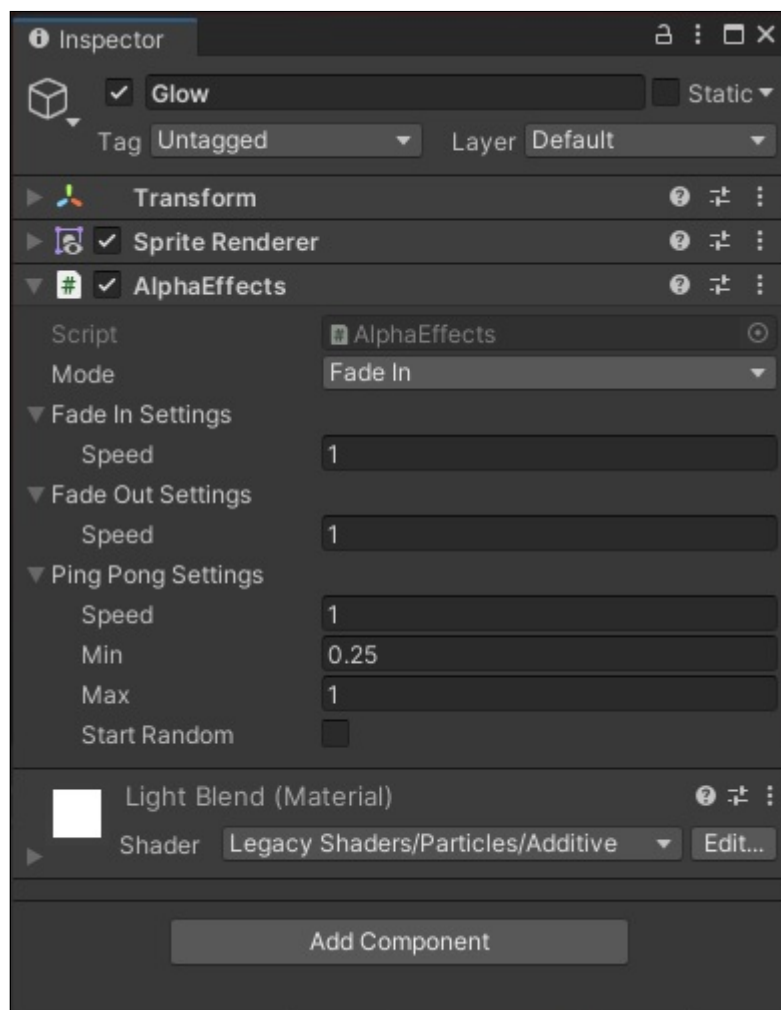 Inspector
Glow
Static
Tag Untagged Layer Default
Transform
Sprite Renderer
# AlphaEffects
Script # AlphaEffects
Mode Fade In
Fade In Settings
Speed 1
Fade Out Settings
Speed 1
Ping Pong Settings
Speed 1
Min 0.25
Max 1
Start Random
Light Blend (Material)
Shader Legacy Shaders/Particles/Additive Edit...
Add Component